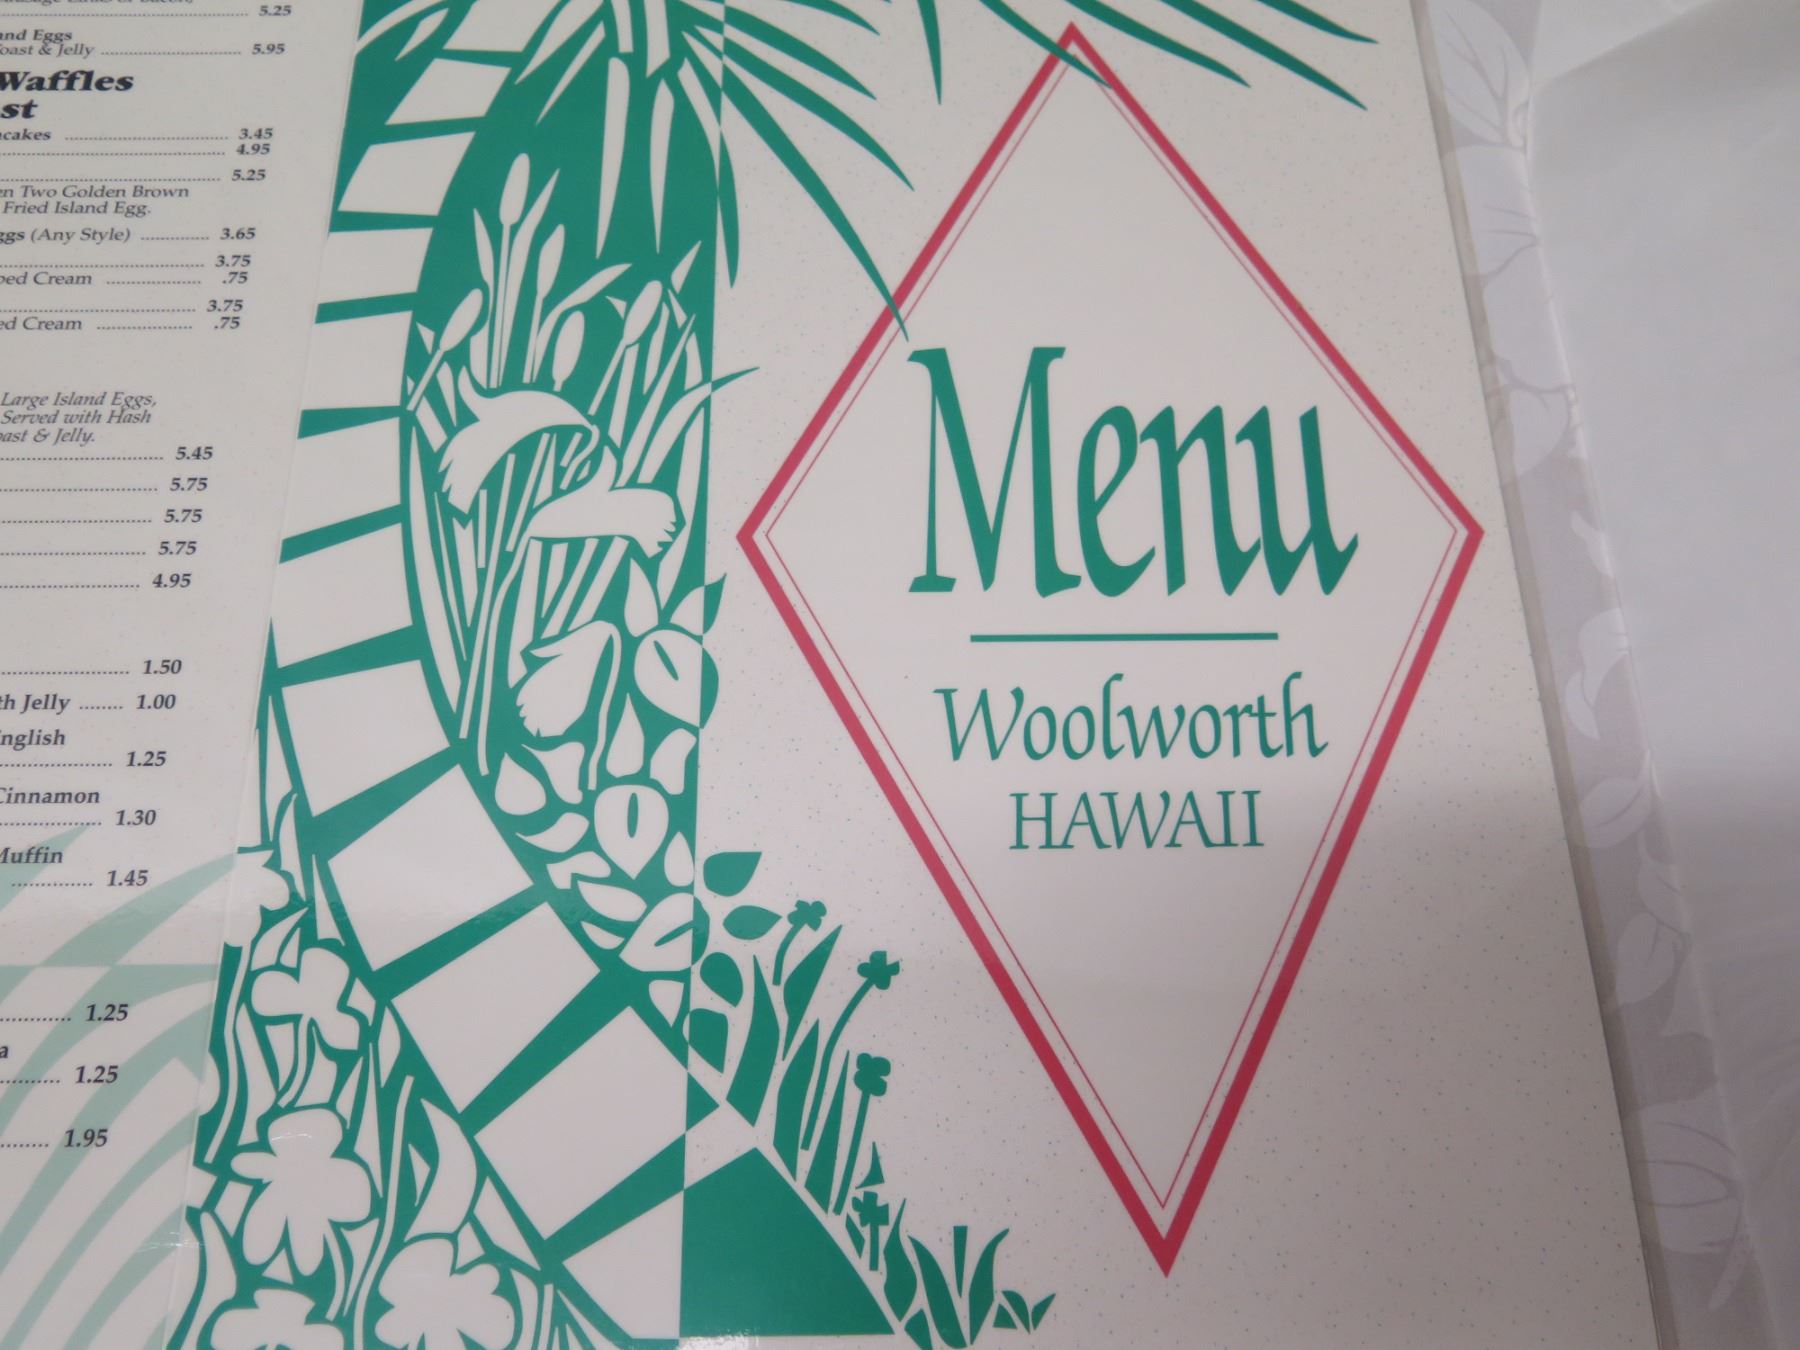 5.25
and Eggs
Toast & Jelly 5.95
Waffles
st
cakes 3.45
4.95
5.25
en Two Golden Brown
Fried Island Egg.
ggs (Any Style) 3.65
3.75
ped Cream .75
3.75
ed Cream .75
Large Island Eggs,
Served with Hash
oast & Jelly.
5.45
5.75
5.75
5.75
4.95
1.50
th Jelly 1.00
nglish
1.25
Cinnamon
1.30
Muffin
1.45
1.25
a
1.25
1.95
Menu
Woolworth
HAWAII